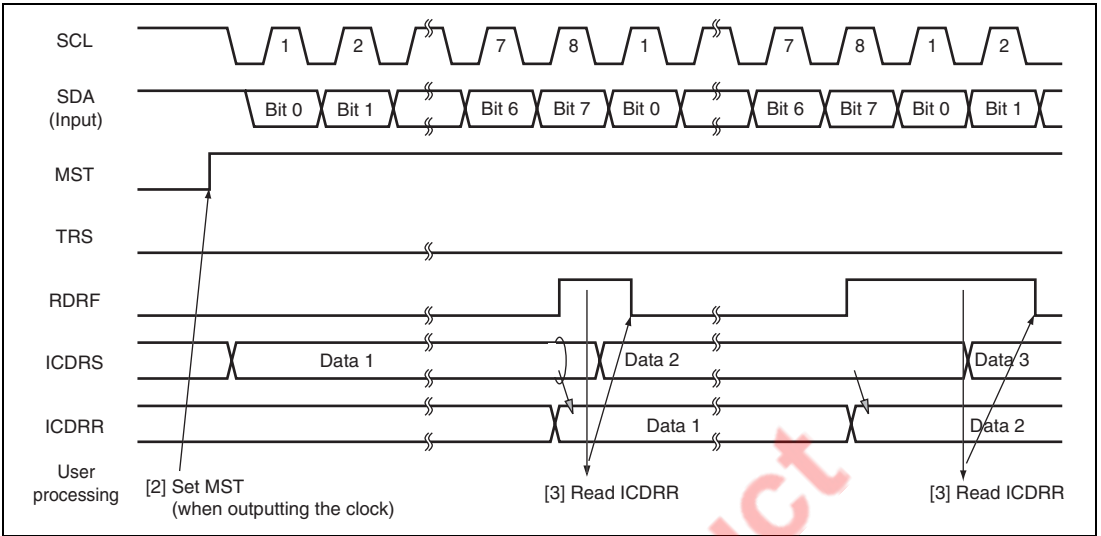 SCL 1 2 7 8 1 7 8 1 2
SDA
(Input)
Bit 0 Bit 1 Bit 6 Bit 7 Bit 0 Bit 6 Bit 7 Bit 0 Bit 1
MST
TRS
RDRF
ICDRS Data 1 Data 2 Data 3
ICDRR Data 1 Data 2
User
processing
[2] Set MST
(when outputting the clock)
[3] Read ICDRR [3] Read ICDRR
uct